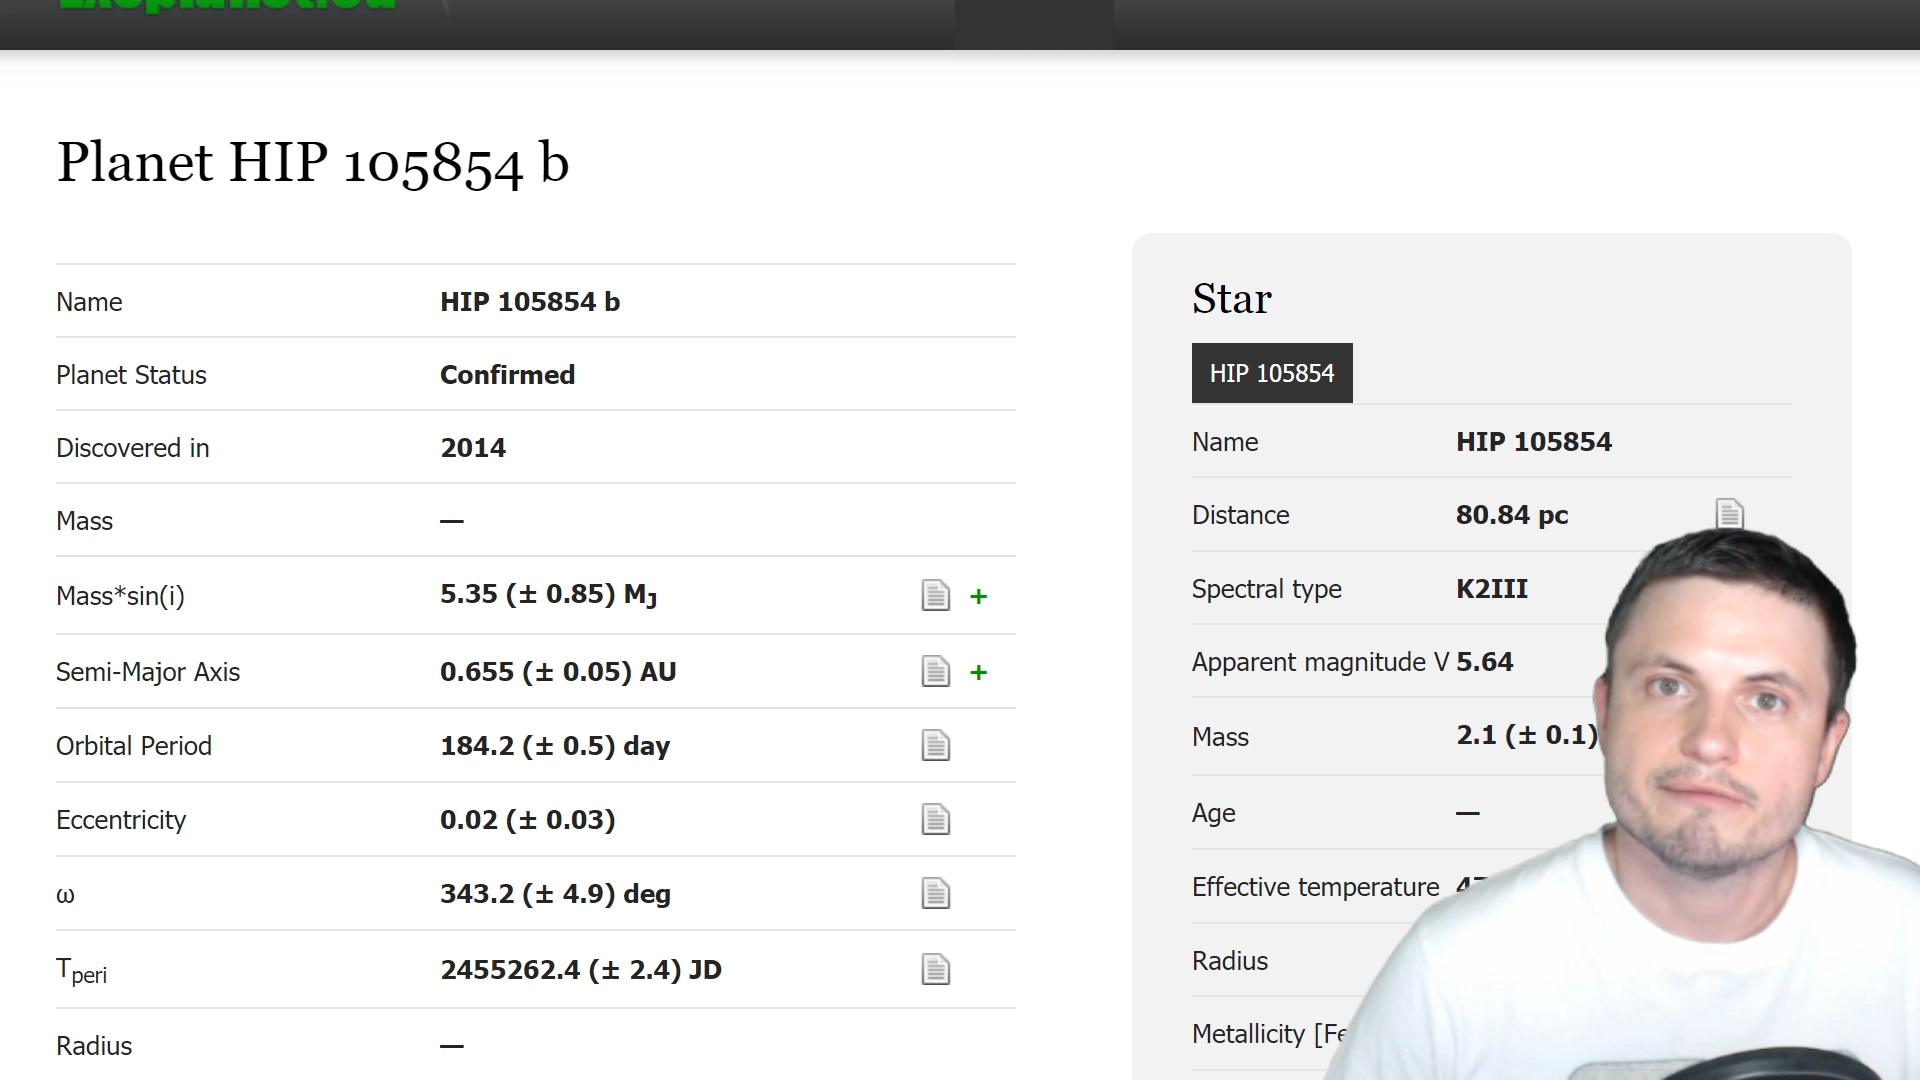 Planet HIP 105854 b
Name HIP 105854 b
Planet Status Confirmed
Discovered in 2014
Mass —
Mass*sin(i) 5.35 (± 0.85) MJ +
Semi-Major Axis 0.655 (± 0.05) AU +
Orbital Period 184.2 (± 0.5) day
Eccentricity 0.02 (± 0.03)
ω 343.2 (± 4.9) deg
Tperi 2455262.4 (± 2.4) JD
Radius —
Star
HIP 105854
Name HIP 105854
Distance 80.84 pc
Spectral type K2III
Apparent magnitude V 5.64
Mass 2.1 (± 0.1)
Age —
Effective temperature
Radius
Metallicity